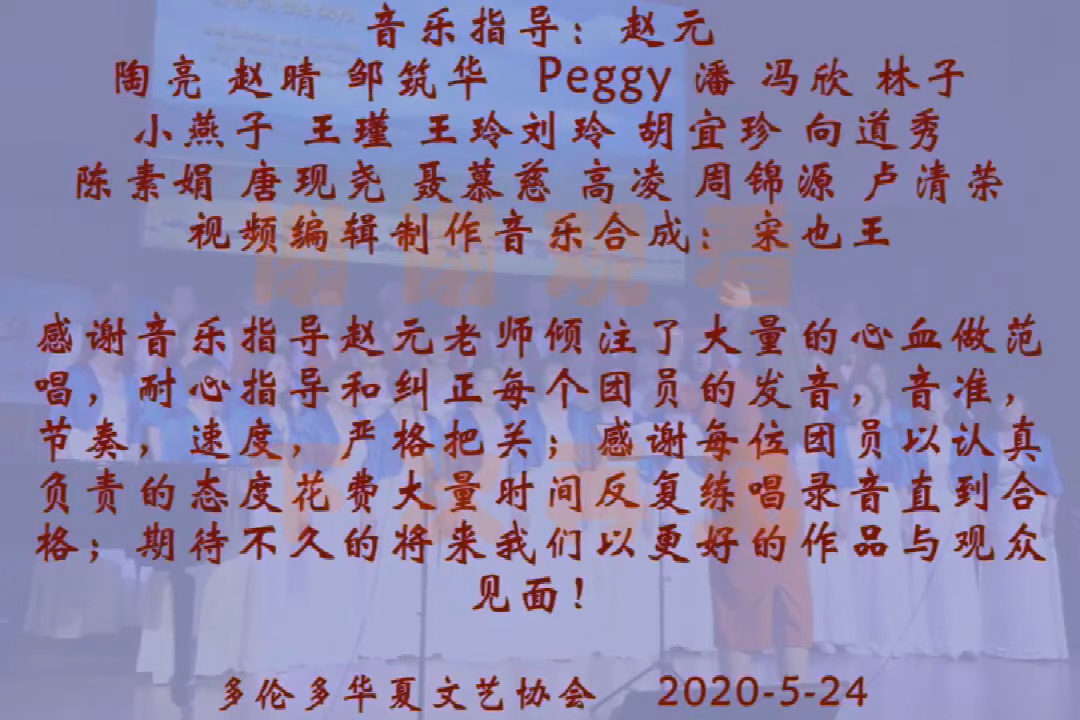 音乐指导：赵元
陶亮 赵晴 邹筑华 Peggy 潘 冯欣 林子
小燕子 王瑾 王玲刘玲 胡宜珍 向道秀
陈素娟 唐现尧 聂慕慈 高凌 周锦源 卢清荣
视频编辑制作音乐合成：宋也王
感谢音乐指导赵元老师倾注了大量的心血做范
唱，耐心指导和纠正每个团员的发音，音准，
节奏，速度，严格把关；感谢每位团员以认真
负责的态度花费大量时间反复练唱录音直到合
格；期待不久的将来我们以更好的作品与观众
见面！
多伦多华夏文艺协会 2020-5-24